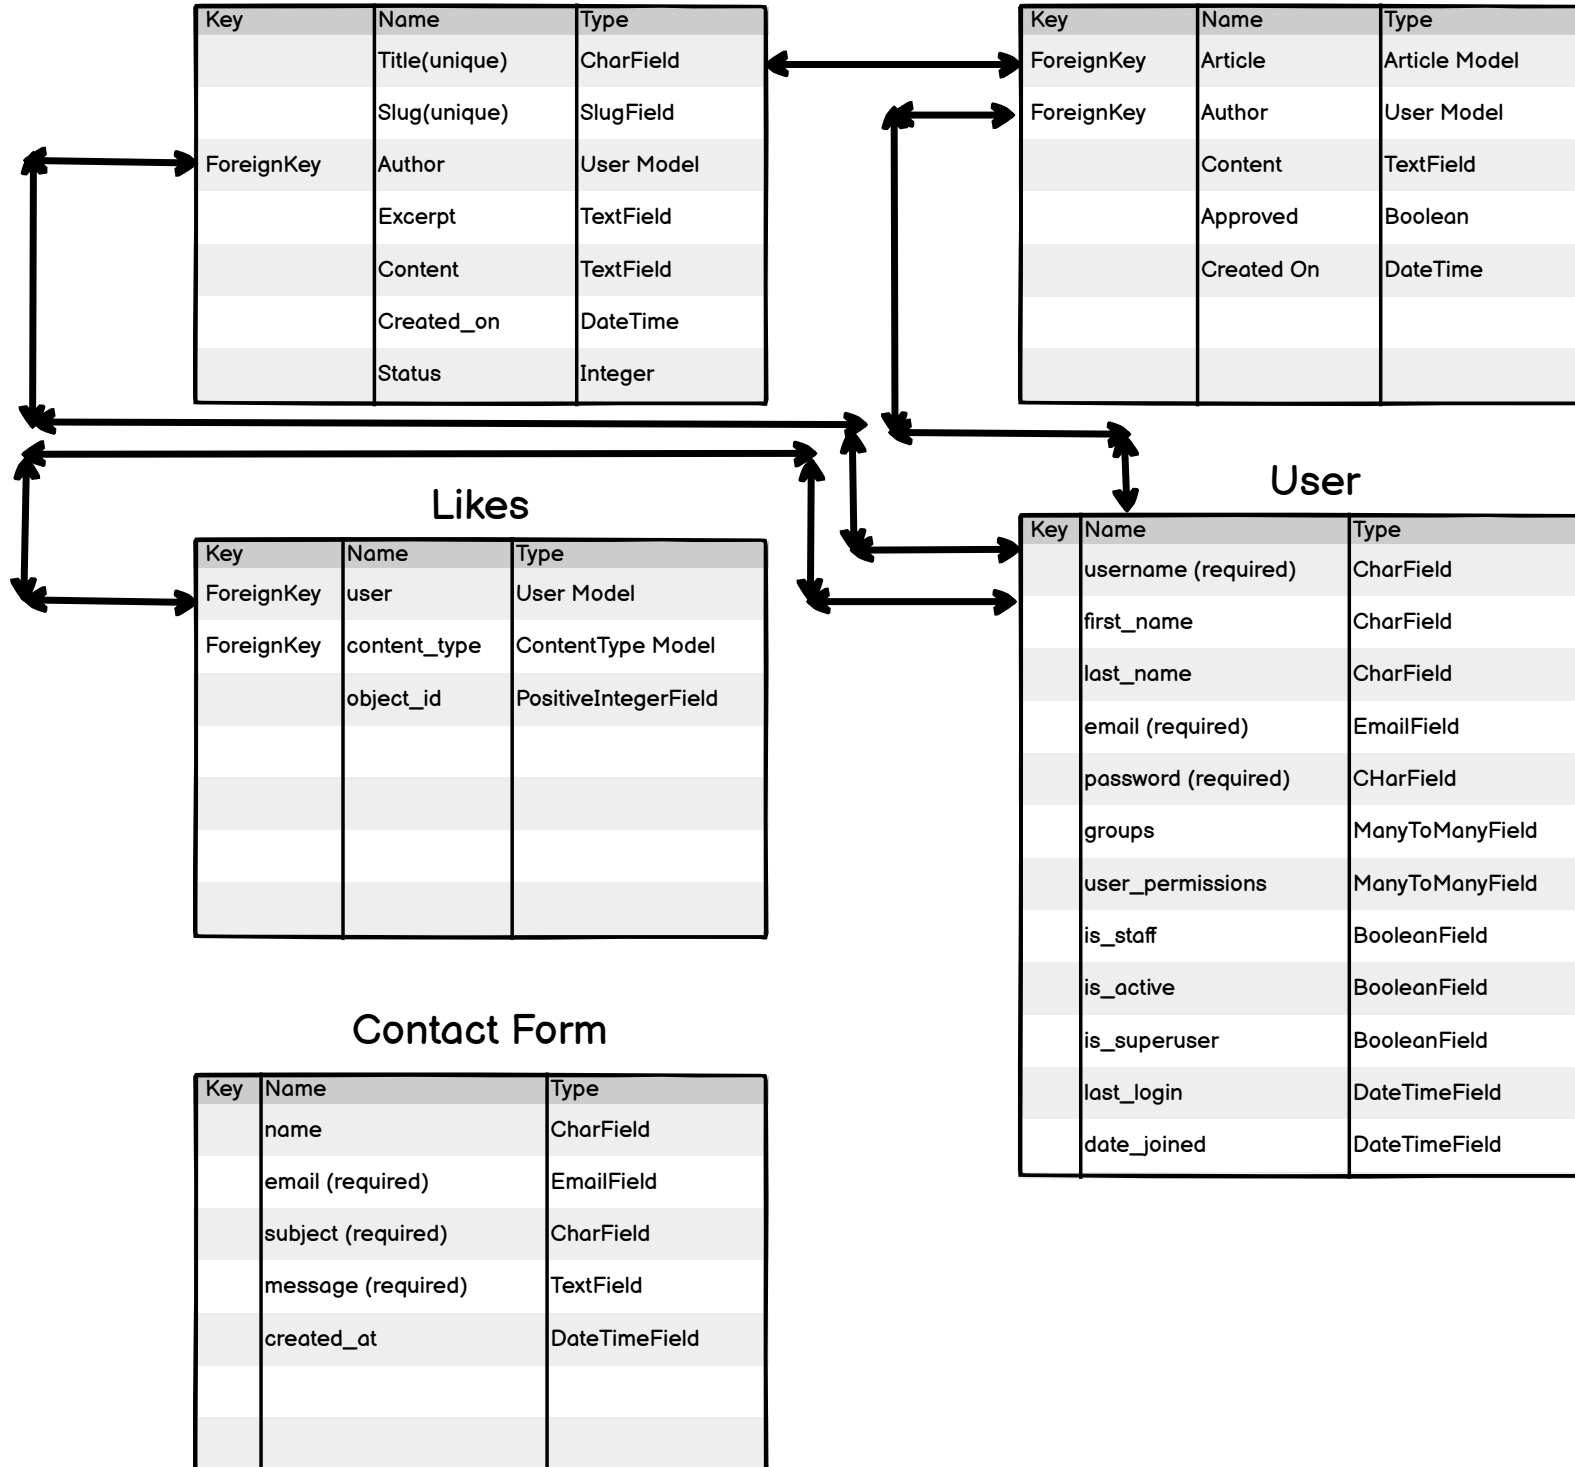 Key Name Type
Title(unique) CharField
Slug(unique) SlugField
ForeignKey Author User Model
Excerpt TextField
Content TextField
Created_on DateTime
Status Integer
Key Name Type
ForeignKey Article Article Model
ForeignKey Author User Model
Content TextField
Approved Boolean
Created On DateTime
Likes
Key Name Type
ForeignKey user User Model
ForeignKey content_type ContentType Model
object_id PositiveIntegerField
User
Key Name Type
username (required) CharField
first_name CharField
last_name CharField
email (required) EmailField
password (required) CHarField
groups ManyToManyField
user_permissions ManyToManyField
is_staff BooleanField
is_active BooleanField
is_superuser BooleanField
last_login DateTimeField
date_joined DateTimeField
Contact Form
Key Name Type
name CharField
email (required) EmailField
subject (required) CharField
message (required) TextField
created_at DateTimeField